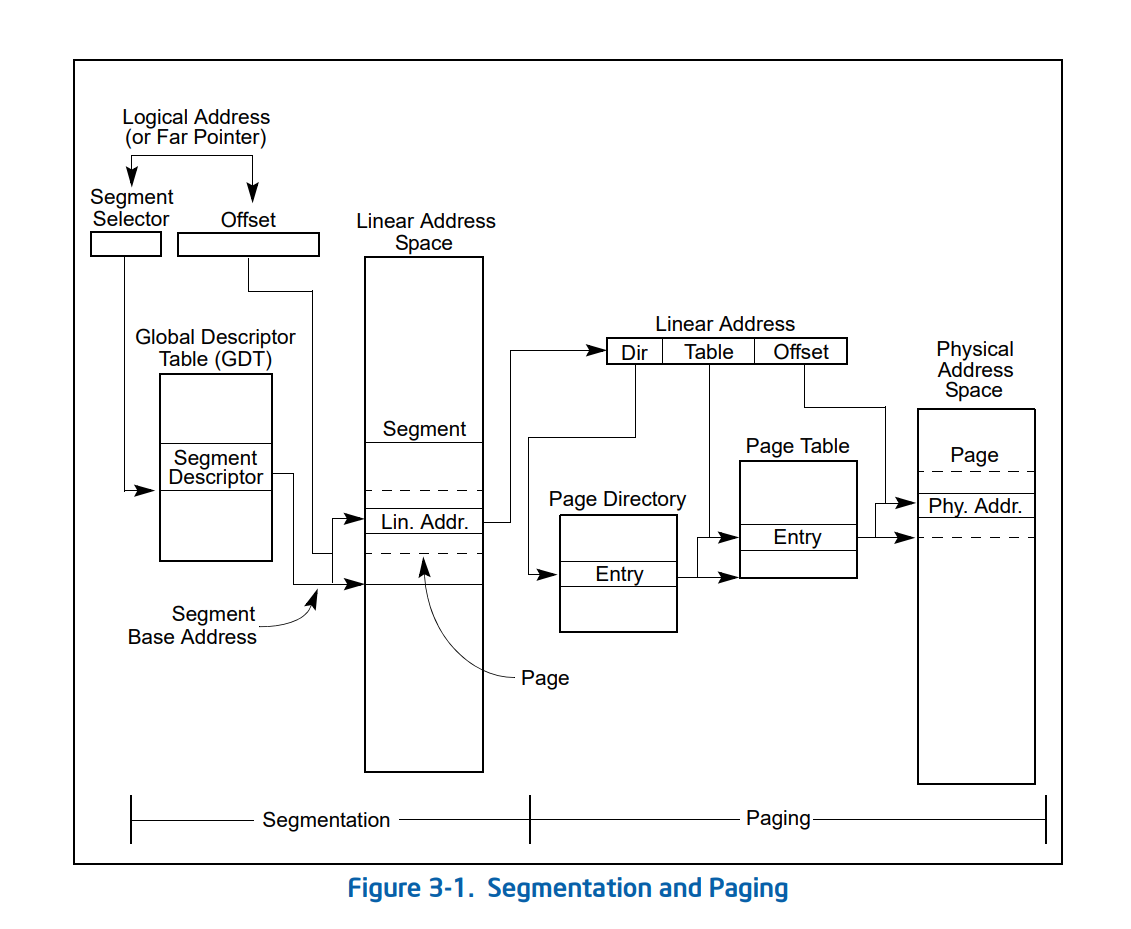 Logical Address
(or Far Pointer)
Segment
Selector
Offset
Linear Address
Space
Global Descriptor
Table (GDT)
Linear Address
Dir
Table
Offset
Physical
Address
Space
Segment
Page Table
Page
Segment
Descriptor
Page Directory
Lin. Addr.
Phy. Addr.
Entry
Entry
Segment
Base Address
Page
Segmentation
Paging
Figure 3-1. Segmentation and Paging